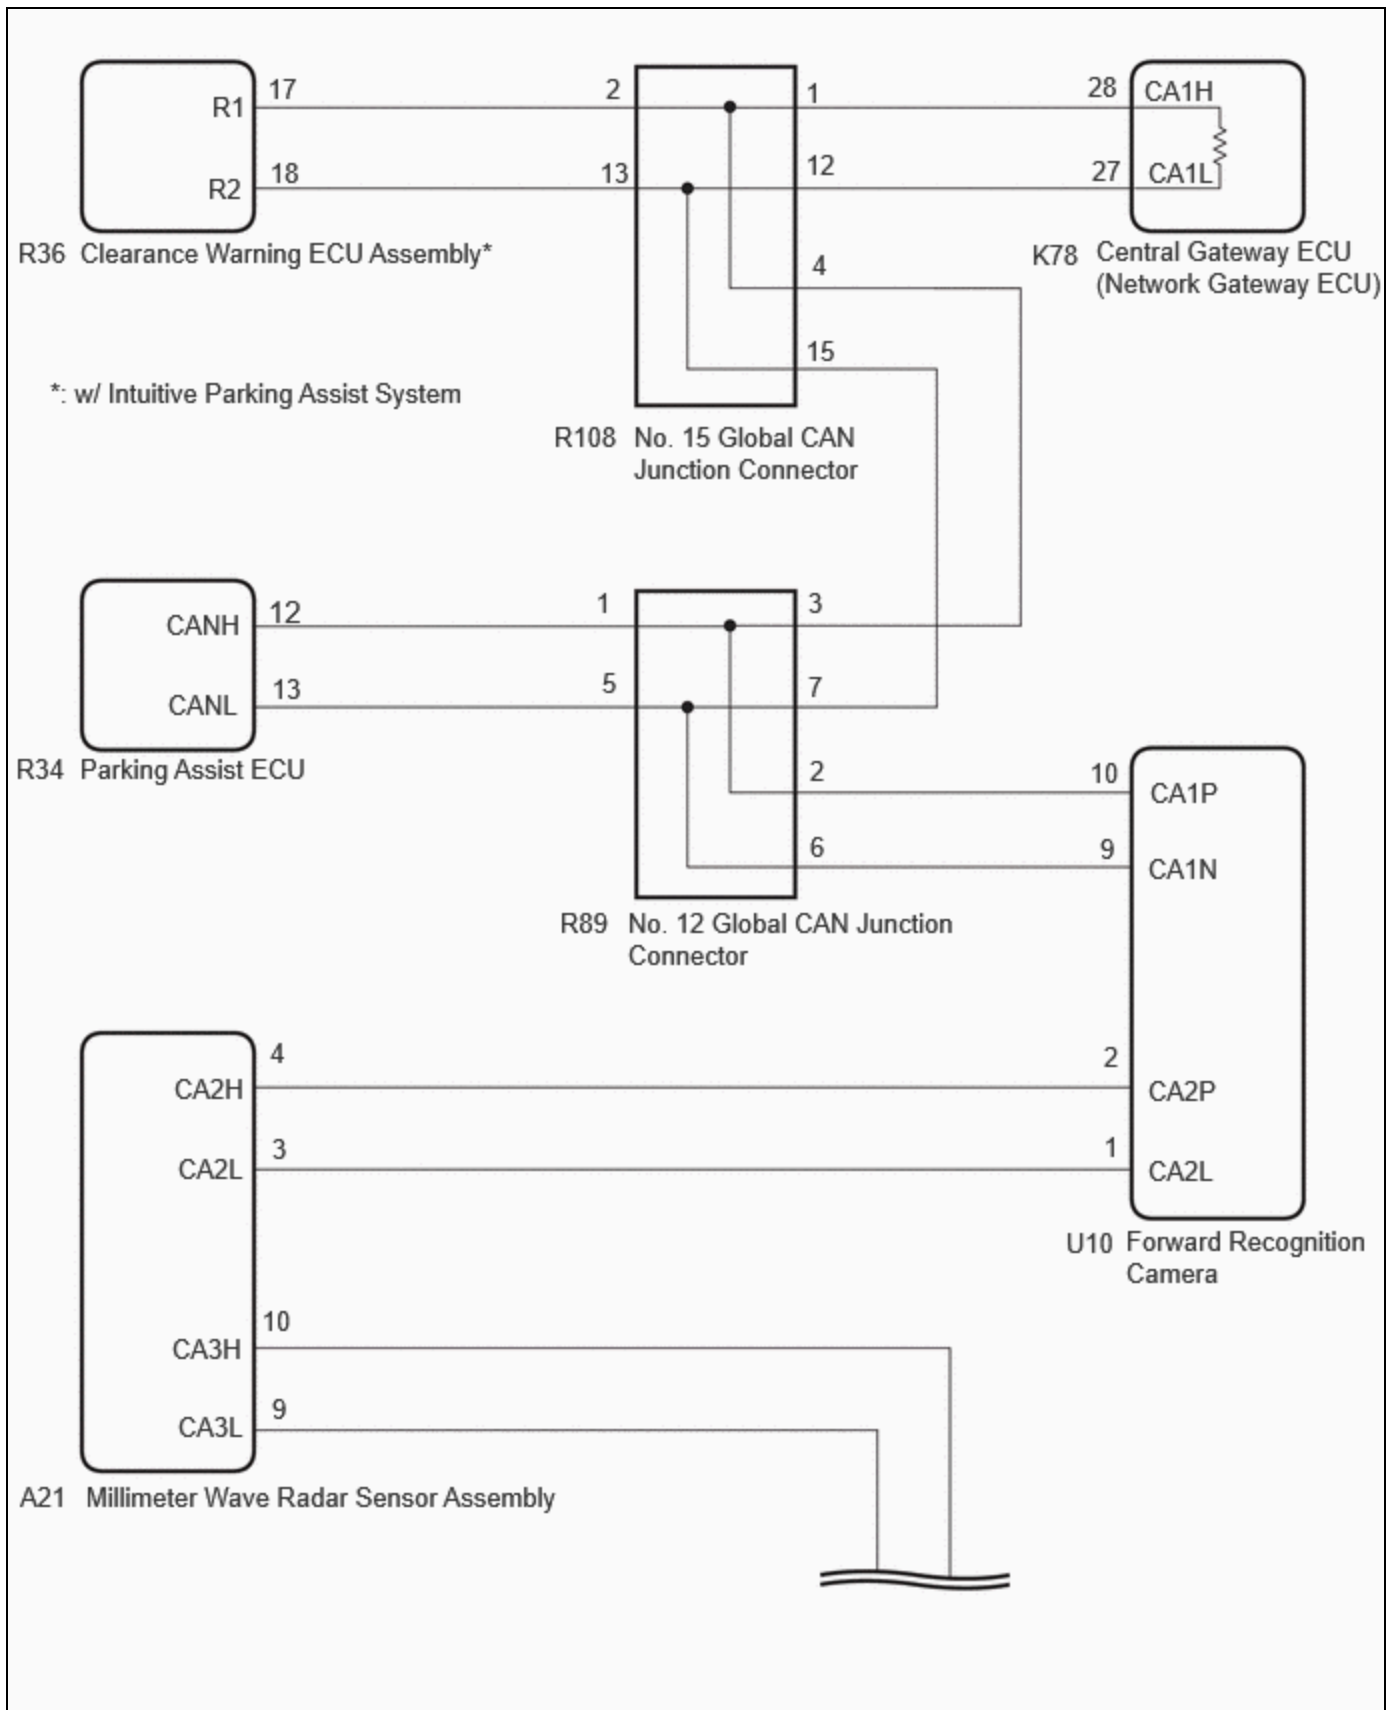 R1 17 2 1 28 CA1H
R2 18 13 12 27 CA1L
R36 Clearance Warning ECU Assembly*
K78 Central Gateway ECU
(Network Gateway ECU)
4
15
*: w/ Intuitive Parking Assist System
R108 No. 15 Global CAN
Junction Connector
CANH 12 1 3
CANL 13 5 7
R34 Parking Assist ECU
2 10 CA1P
6 9 CA1N
R89 No. 12 Global CAN Junction
Connector
CA2H 4 2 CA2P
CA2L 3 1 CA2L
U10 Forward Recognition
Camera
CA3H 10
CA3L 9
A21 Millimeter Wave Radar Sensor Assembly